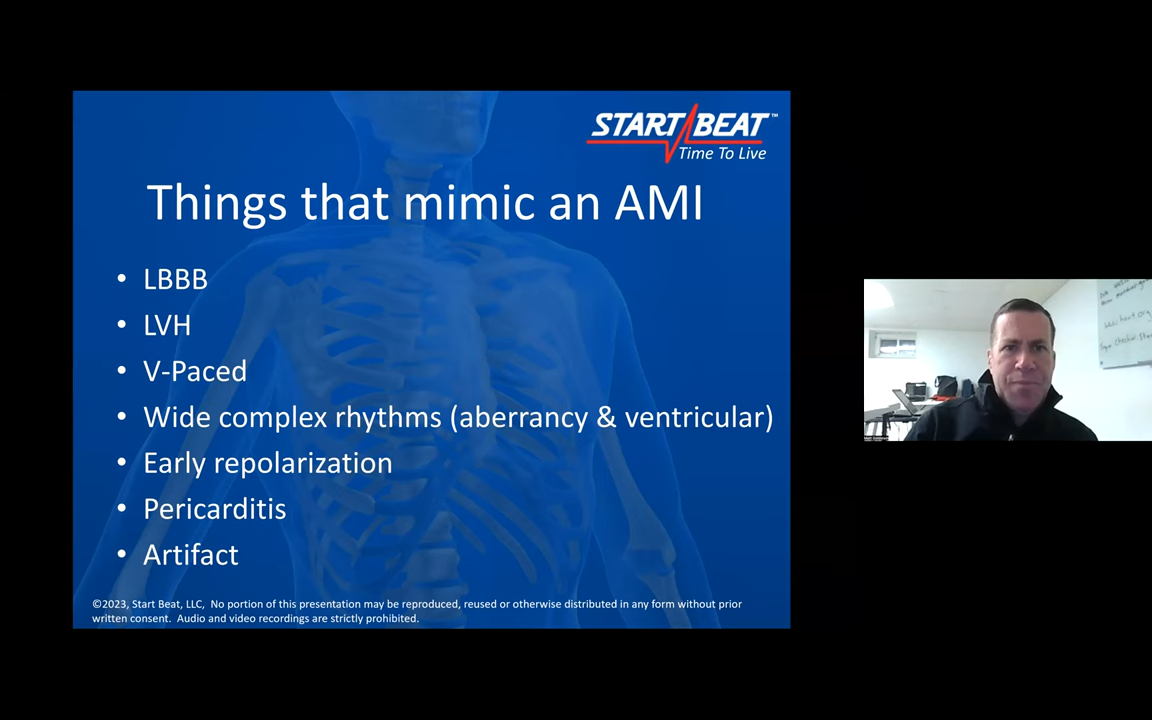 START BEAT™
Time To Live
Things that mimic an AMI
• LBBB
• LVH
• V-Paced
• Wide complex rhythms (aberrancy & ventricular)
• Early repolarization
• Pericarditis
• Artifact
©2023, Start Beat, LLC, No portion of this presentation may be reproduced, reused or otherwise distributed in any form without prior
written consent. Audio and video recordings are strictly prohibited.